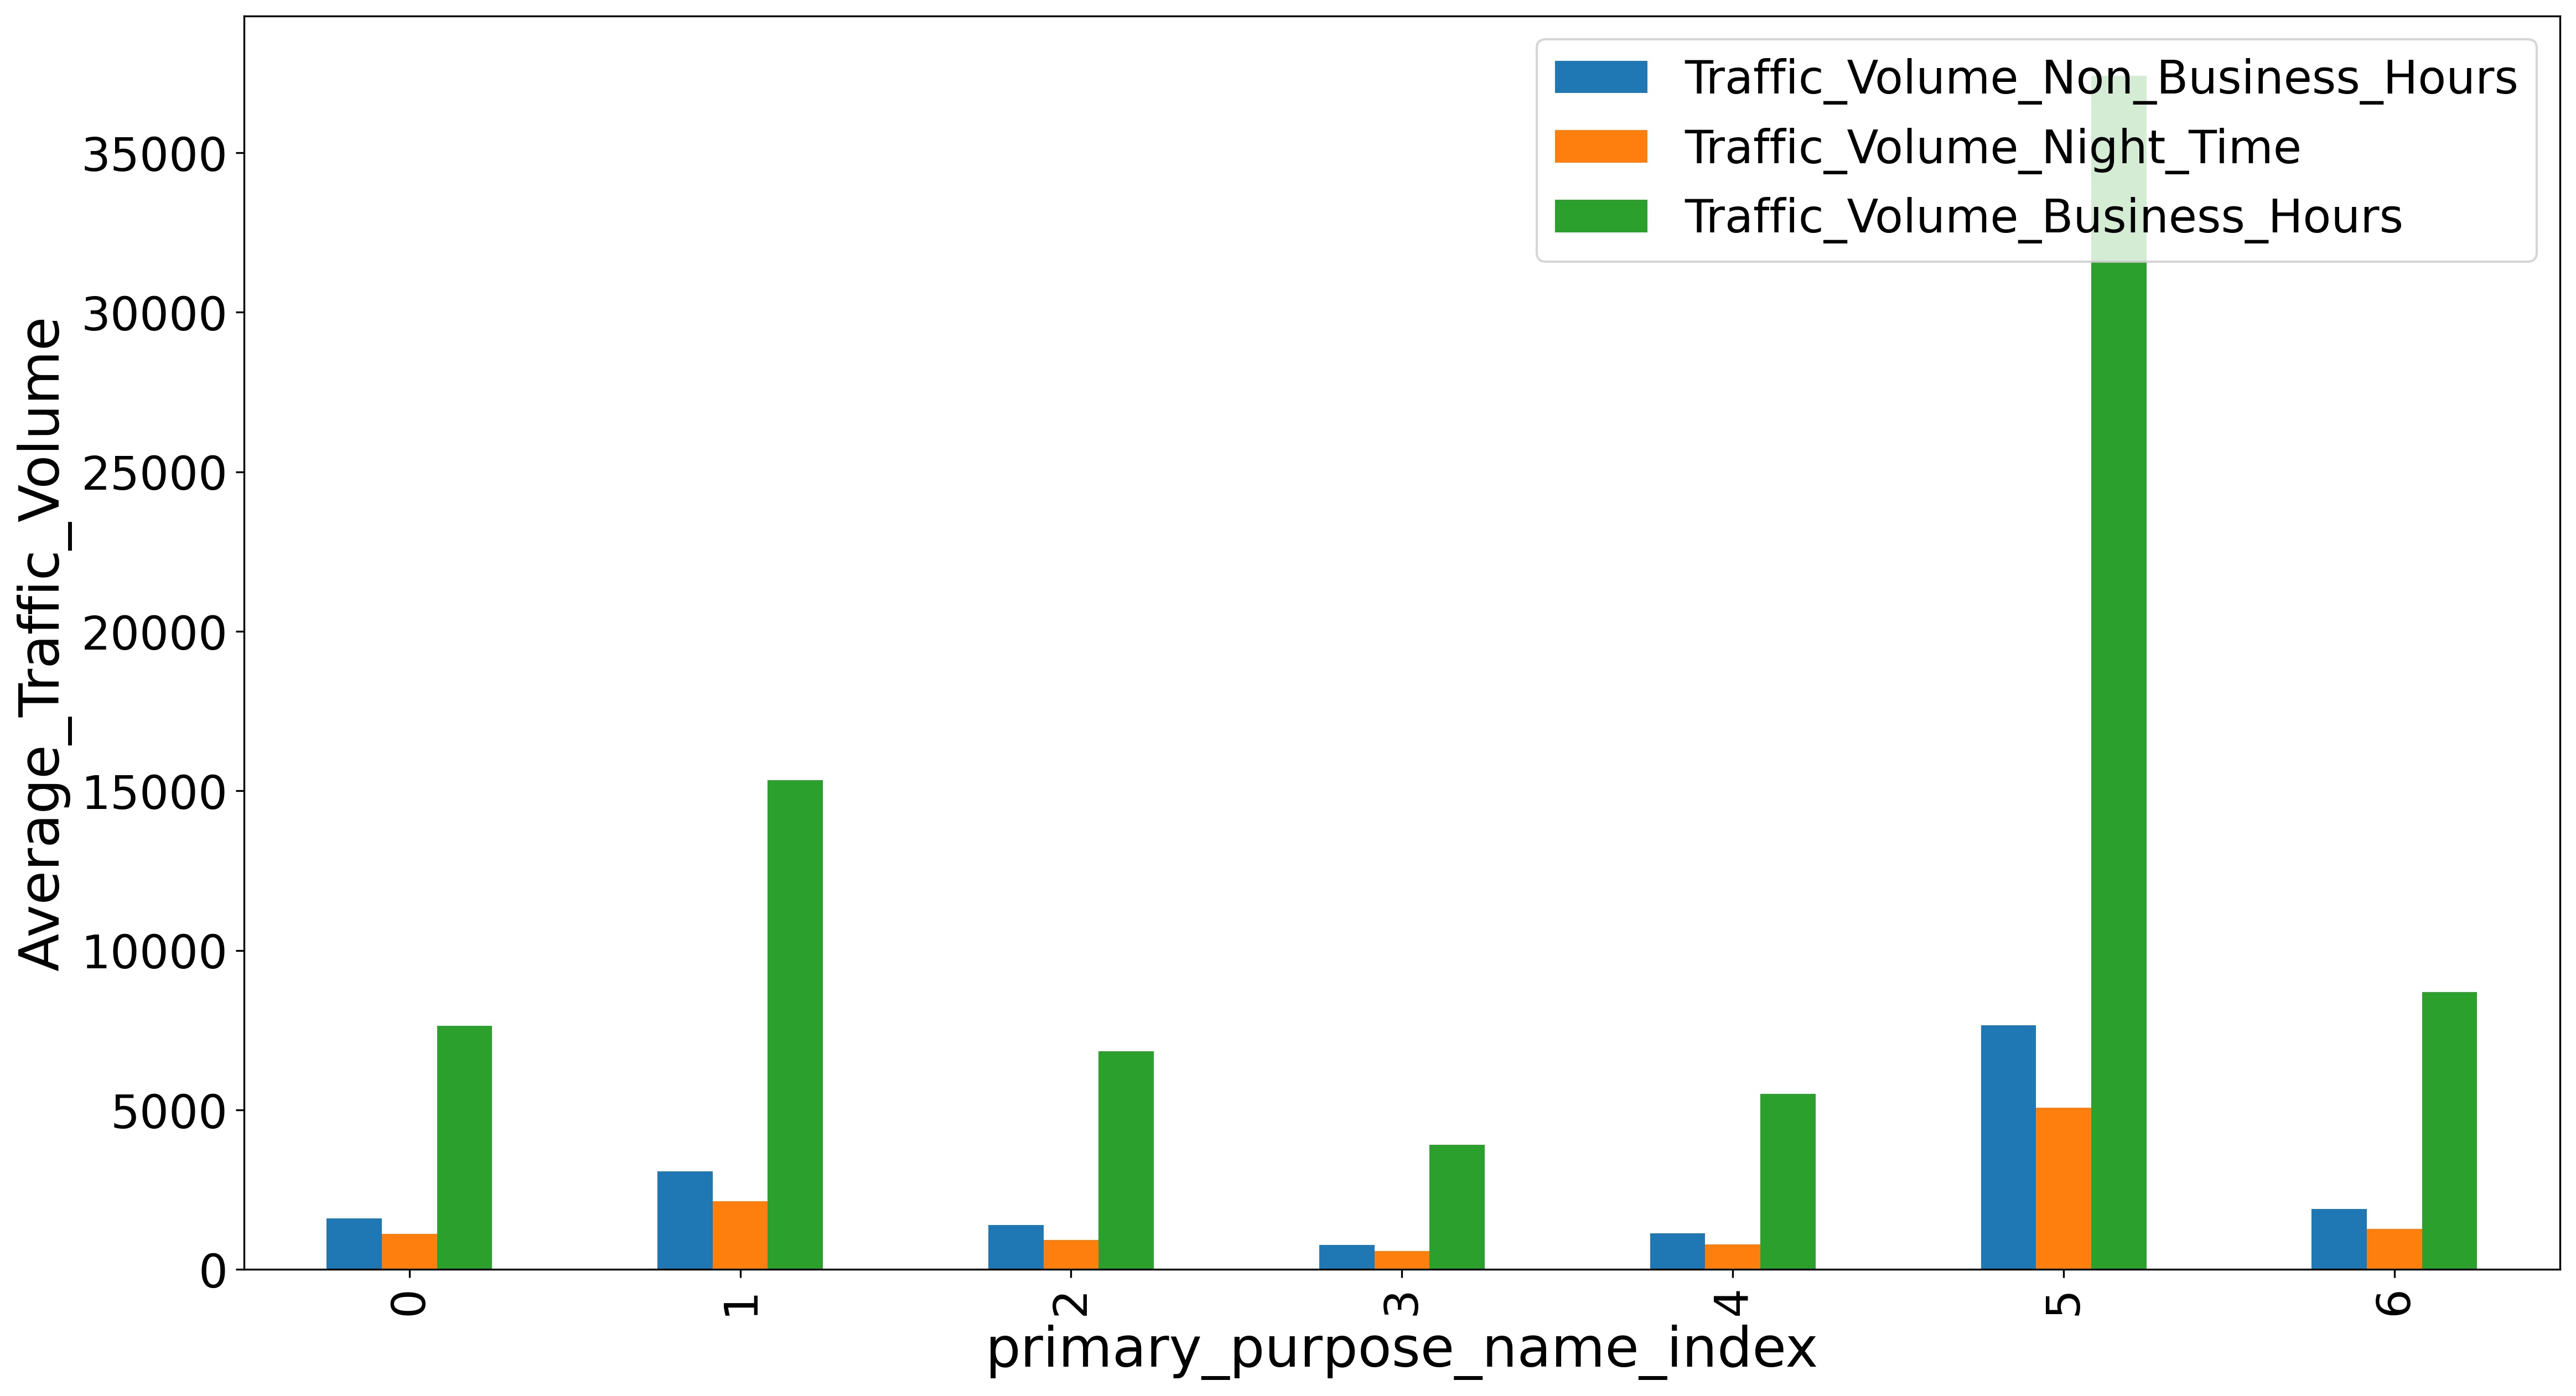 Traffic_Volume_Non_Business_Hours
Traffic_Volume_Night_Time
Traffic_Volume_Business_Hours
Average_Traffic_Volume
35000
30000
25000
20000
15000
10000
5000
0
0 1 2 3 4 5 6
primary_purpose_name_index